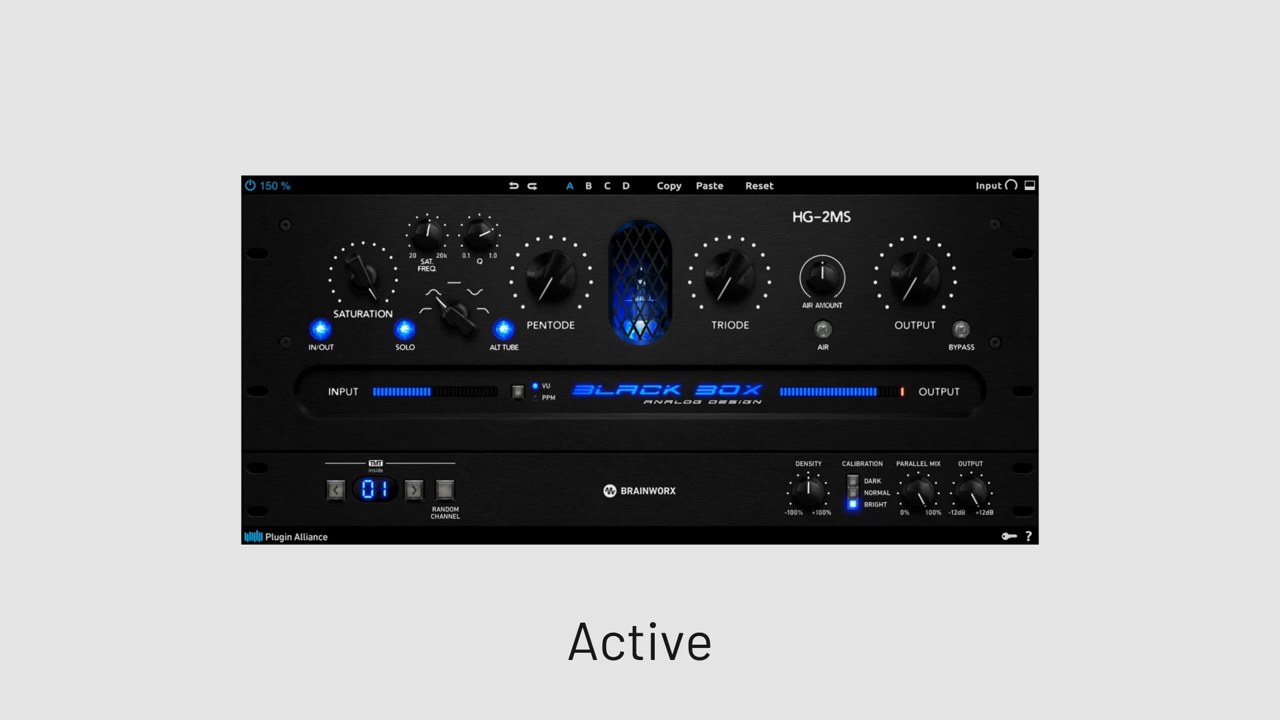 150 %
A B C D Copy Paste Reset
Input
HG-2MS
20 20k 0.1 1.0
SAT. FREQ. Q
SATURATION
PENTODE
TRIODE
AIR AMOUNT
OUTPUT
IN/OUT
SOLO
ALT TUBE
AIR
BYPASS
INPUT
VU
PPM
BLACK BOX
ANALOG DESIGN
OUTPUT
TMT
inside
01
RANDOM
CHANNEL
BRAINWORX
DENSITY CALIBRATION PARALLEL MIX OUTPUT
DARK
NORMAL
BRIGHT
-100% +100% 0% 100% -12dB +12dB
Plugin Alliance
?
Active